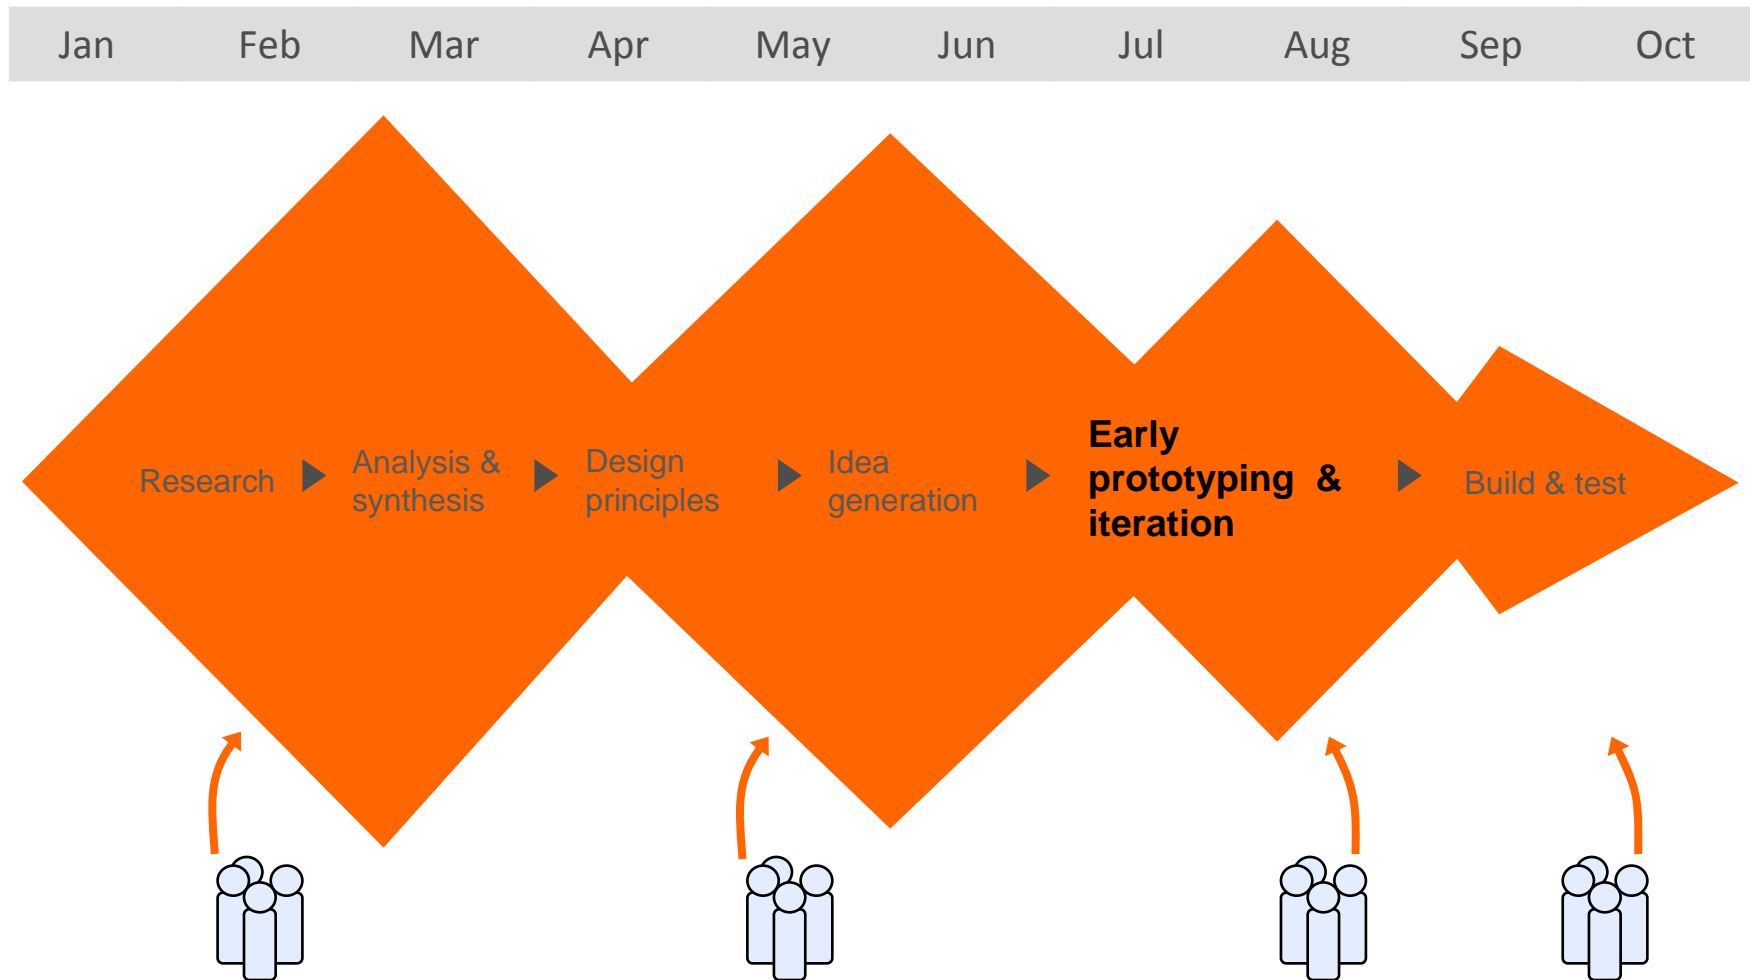 Jan Feb Mar Apr May Jun Jul Aug Sep Oct
Research
Analysis &
synthesis
Design
principles
Idea
generation
Early
prototyping & 
iteration
Build & test